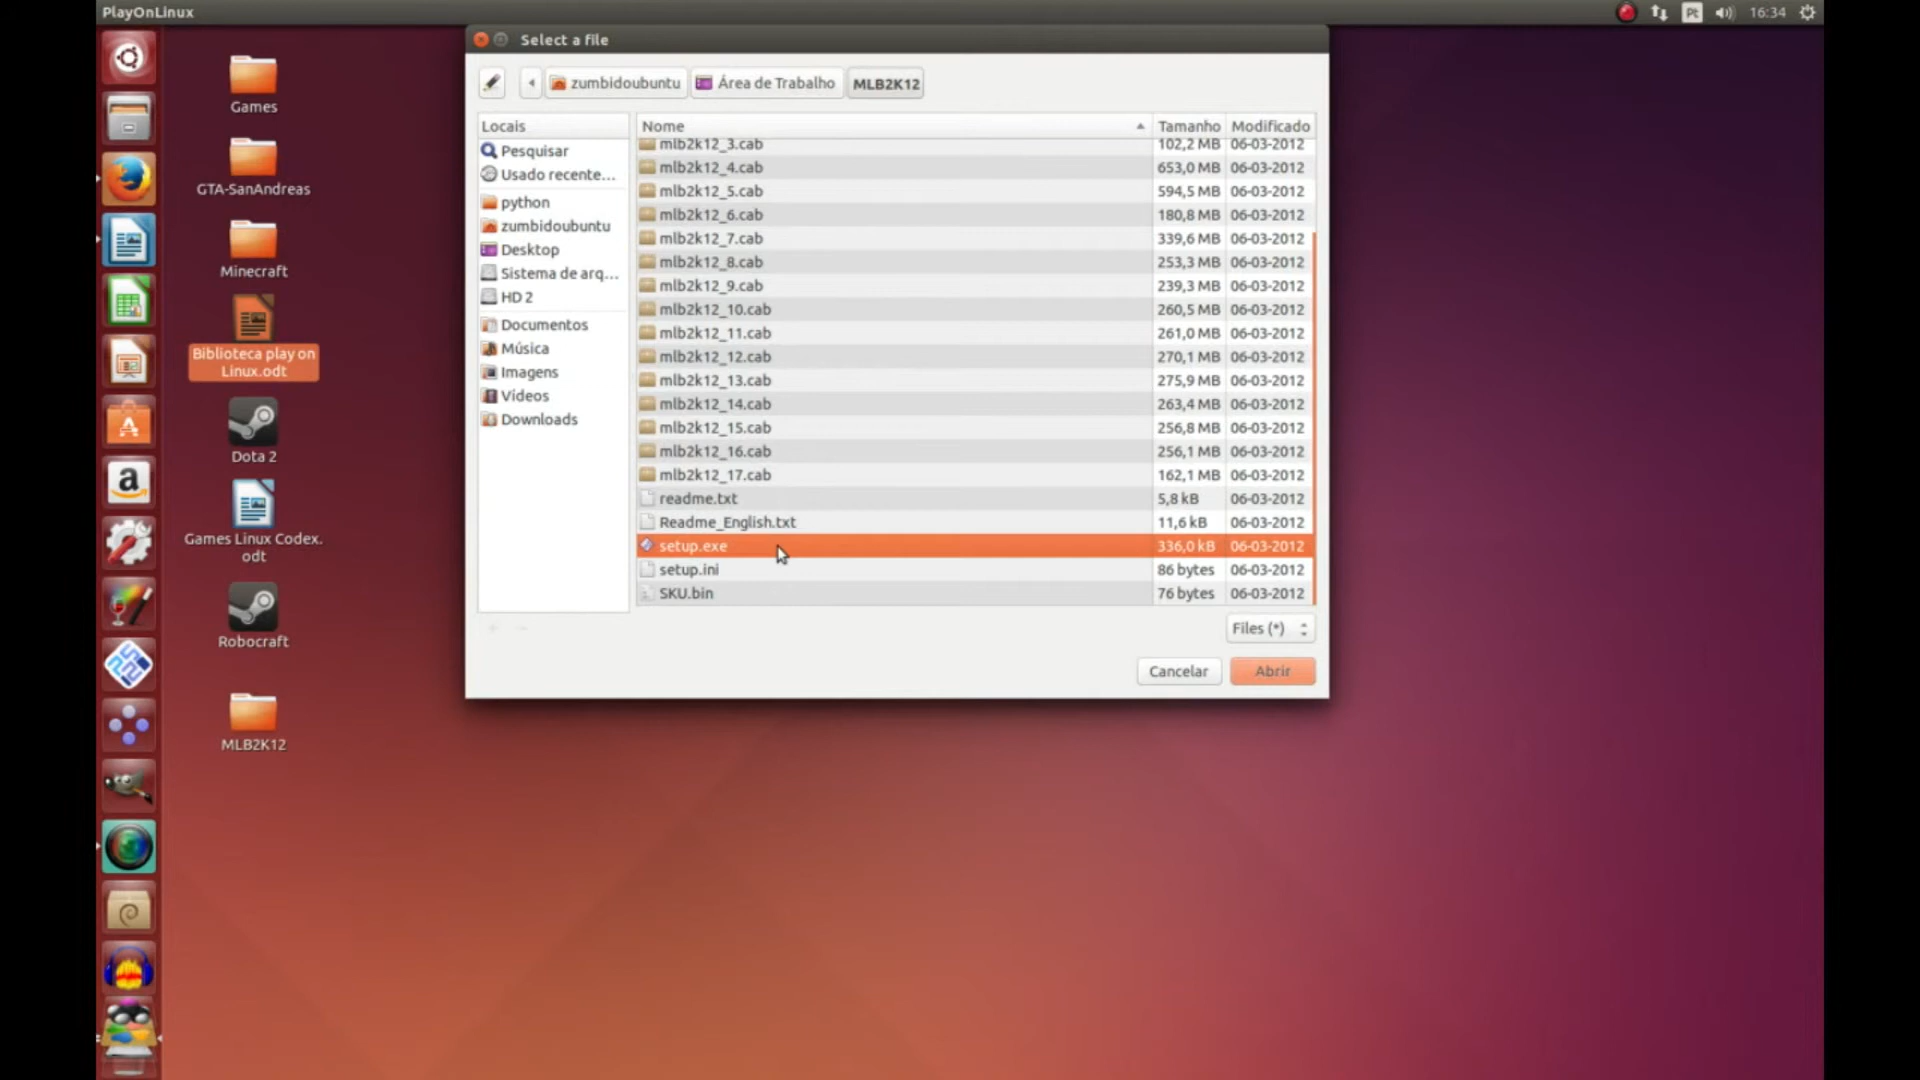 PlayOnLinux
Pt
16:34
Select a file
zumbidoubuntu
Área de Trabalho
MLB2K12
Locais
Pesquisar
Usado recente...
python
zumbidoubuntu
Desktop
Sistema de arq...
HD 2
Documentos
Música
Imagens
Vídeos
Downloads
Nome Tamanho Modificado
mlb2k12_3.cab 102,2 MB 06-03-2012
mlb2k12_4.cab 653,0 MB 06-03-2012
mlb2k12_5.cab 594,5 MB 06-03-2012
mlb2k12_6.cab 180,8 MB 06-03-2012
mlb2k12_7.cab 339,6 MB 06-03-2012
mlb2k12_8.cab 253,3 MB 06-03-2012
mlb2k12_9.cab 239,3 MB 06-03-2012
mlb2k12_10.cab 260,5 MB 06-03-2012
mlb2k12_11.cab 261,0 MB 06-03-2012
mlb2k12_12.cab 270,1 MB 06-03-2012
mlb2k12_13.cab 275,9 MB 06-03-2012
mlb2k12_14.cab 263,4 MB 06-03-2012
mlb2k12_15.cab 256,8 MB 06-03-2012
mlb2k12_16.cab 256,1 MB 06-03-2012
mlb2k12_17.cab 162,1 MB 06-03-2012
readme.txt 5,8 kB 06-03-2012
Readme_English.txt 11,6 kB 06-03-2012
setup.exe 336,0 kB 06-03-2012
setup.ini 86 bytes 06-03-2012
SKU.bin 76 bytes 06-03-2012
Files (*)
Cancelar
Abrir
Games
GTA-SanAndreas
Minecraft
Biblioteca play on
Linux.odt
Dota 2
Games Linux Codex.
odt
Robocraft
MLB2K12
a